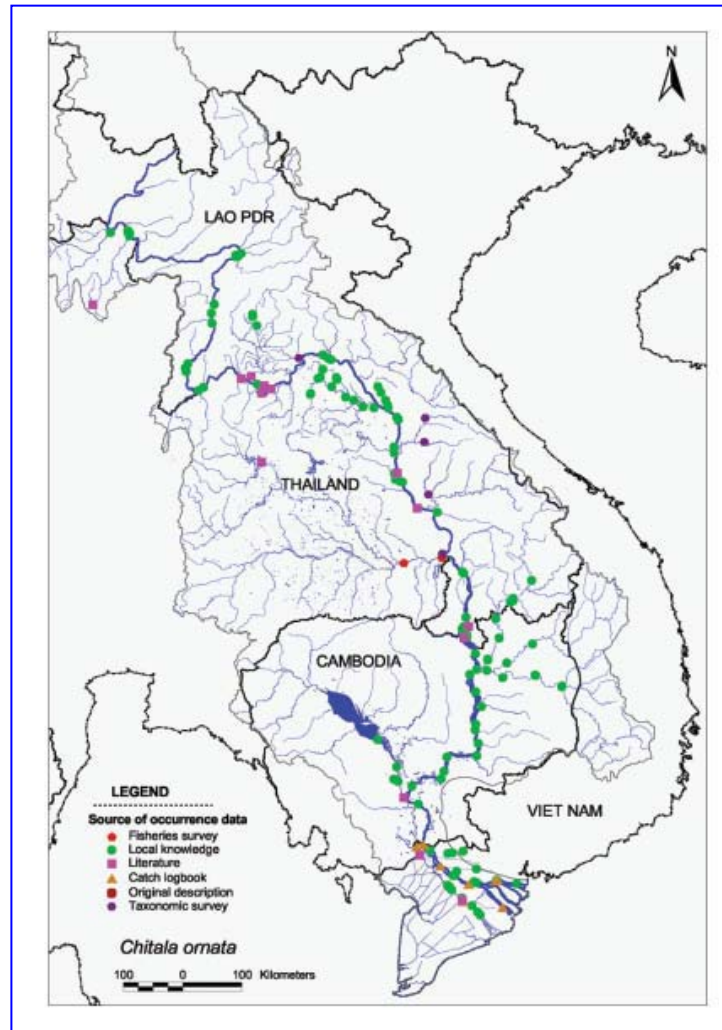 N
LAO PDR
THAILAND
CAMBODIA
VIET NAM
LEGEND
Source of occurrence data
Fisheries survey
Local knowledge
Literature
Catch logbook
Original description
Taxonomic survey
Chitala ornata
100 0 100 Kilometers